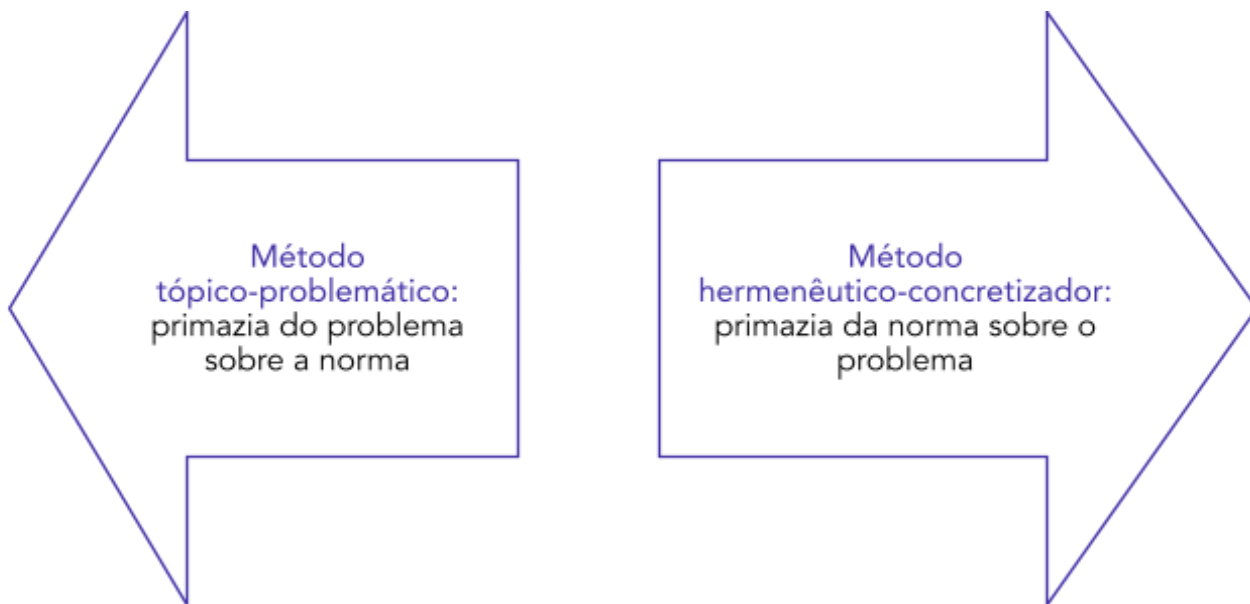 Método
tópico-problemático:
primazia do problema
sobre a norma
Método
hermenêutico-concretizador:
primazia da norma sobre o
problema